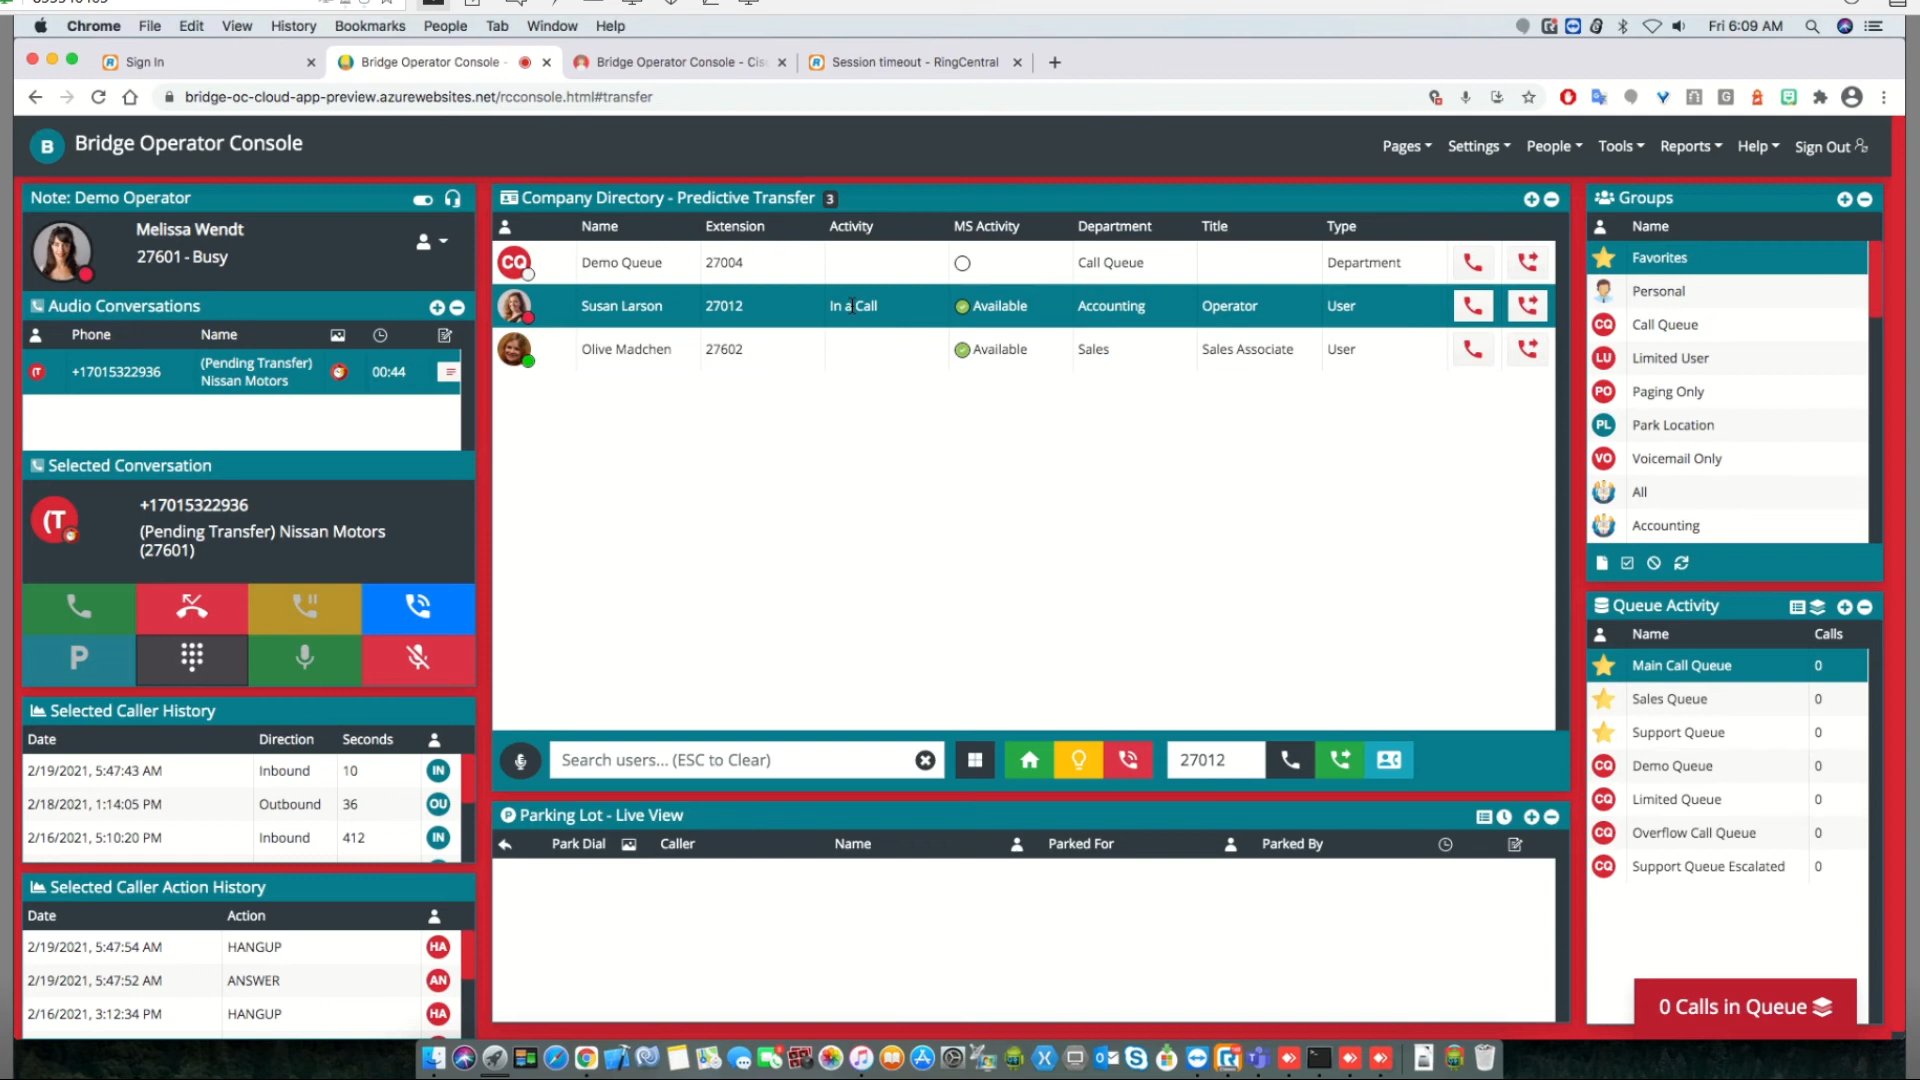 Chrome File Edit View History Bookmarks People Tab Window Help Fri 6:09 AM
Sign In
Bridge Operator Console -
Bridge Operator Console - Cis
Session timeout - RingCentral
bridge-oc-cloud-app-preview.azurewebsites.net/rcconsole.html#transfer
B Bridge Operator Console
Pages Settings People Tools Reports Help Sign Out
Note: Demo Operator
Melissa Wendt
27601 - Busy
Audio Conversations
Phone Name
(T +17015322936 (Pending Transfer) Nissan Motors 00:44
Selected Conversation
(T
+17015322936
(Pending Transfer) Nissan Motors
(27601)
P
Selected Caller History
Date Direction Seconds
2/19/2021, 5:47:43 AM Inbound 10 IN
2/18/2021, 1:14:05 PM Outbound 36 OU
2/16/2021, 5:10:20 PM Inbound 412 IN
Selected Caller Action History
Date Action
2/19/2021, 5:47:54 AM HANGUP HA
2/19/2021, 5:47:52 AM ANSWER AN
2/16/2021, 3:12:34 PM HANGUP HA
Company Directory - Predictive Transfer 3
Name Extension Activity MS Activity Department Title Type
CQ Demo Queue 27004 Call Queue Department
Susan Larson 27012 In a Call Available Accounting Operator User
Olive Madchen 27602 Available Sales Sales Associate User
Search users... (ESC to Clear) 27012
Parking Lot - Live View
Park Dial Caller Name Parked For Parked By
Groups
Name
Favorites
Personal
CQ Call Queue
LU Limited User
PO Paging Only
PL Park Location
VO Voicemail Only
All
Accounting
Queue Activity
Name Calls
Main Call Queue 0
Sales Queue 0
Support Queue 0
CQ Demo Queue 0
CQ Limited Queue 0
CQ Overflow Call Queue 0
CQ Support Queue Escalated 0
0 Calls in Queue